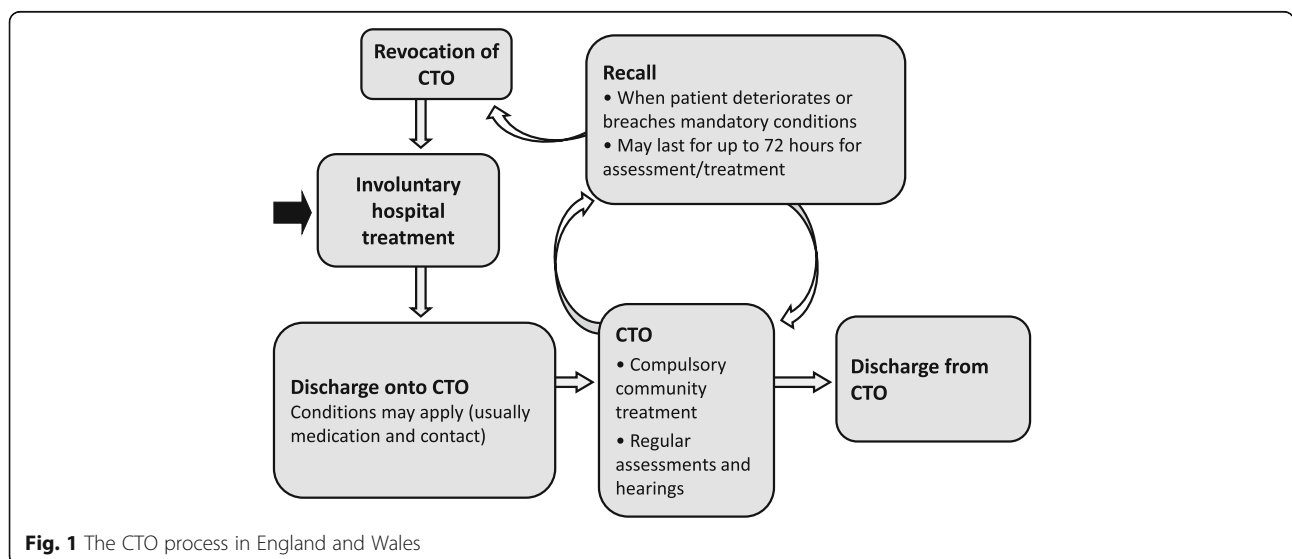 Revocation of
CTO
Recall
• When patient deteriorates or
breaches mandatory conditions
• May last for up to 72 hours for
assessment/treatment
Involuntary
hospital
treatment
Discharge onto CTO
Conditions may apply (usually
medication and contact)
CTO
• Compulsory
community
treatment
• Regular
assessments and
hearings
Discharge from
CTO
Fig. 1 The CTO process in England and Wales